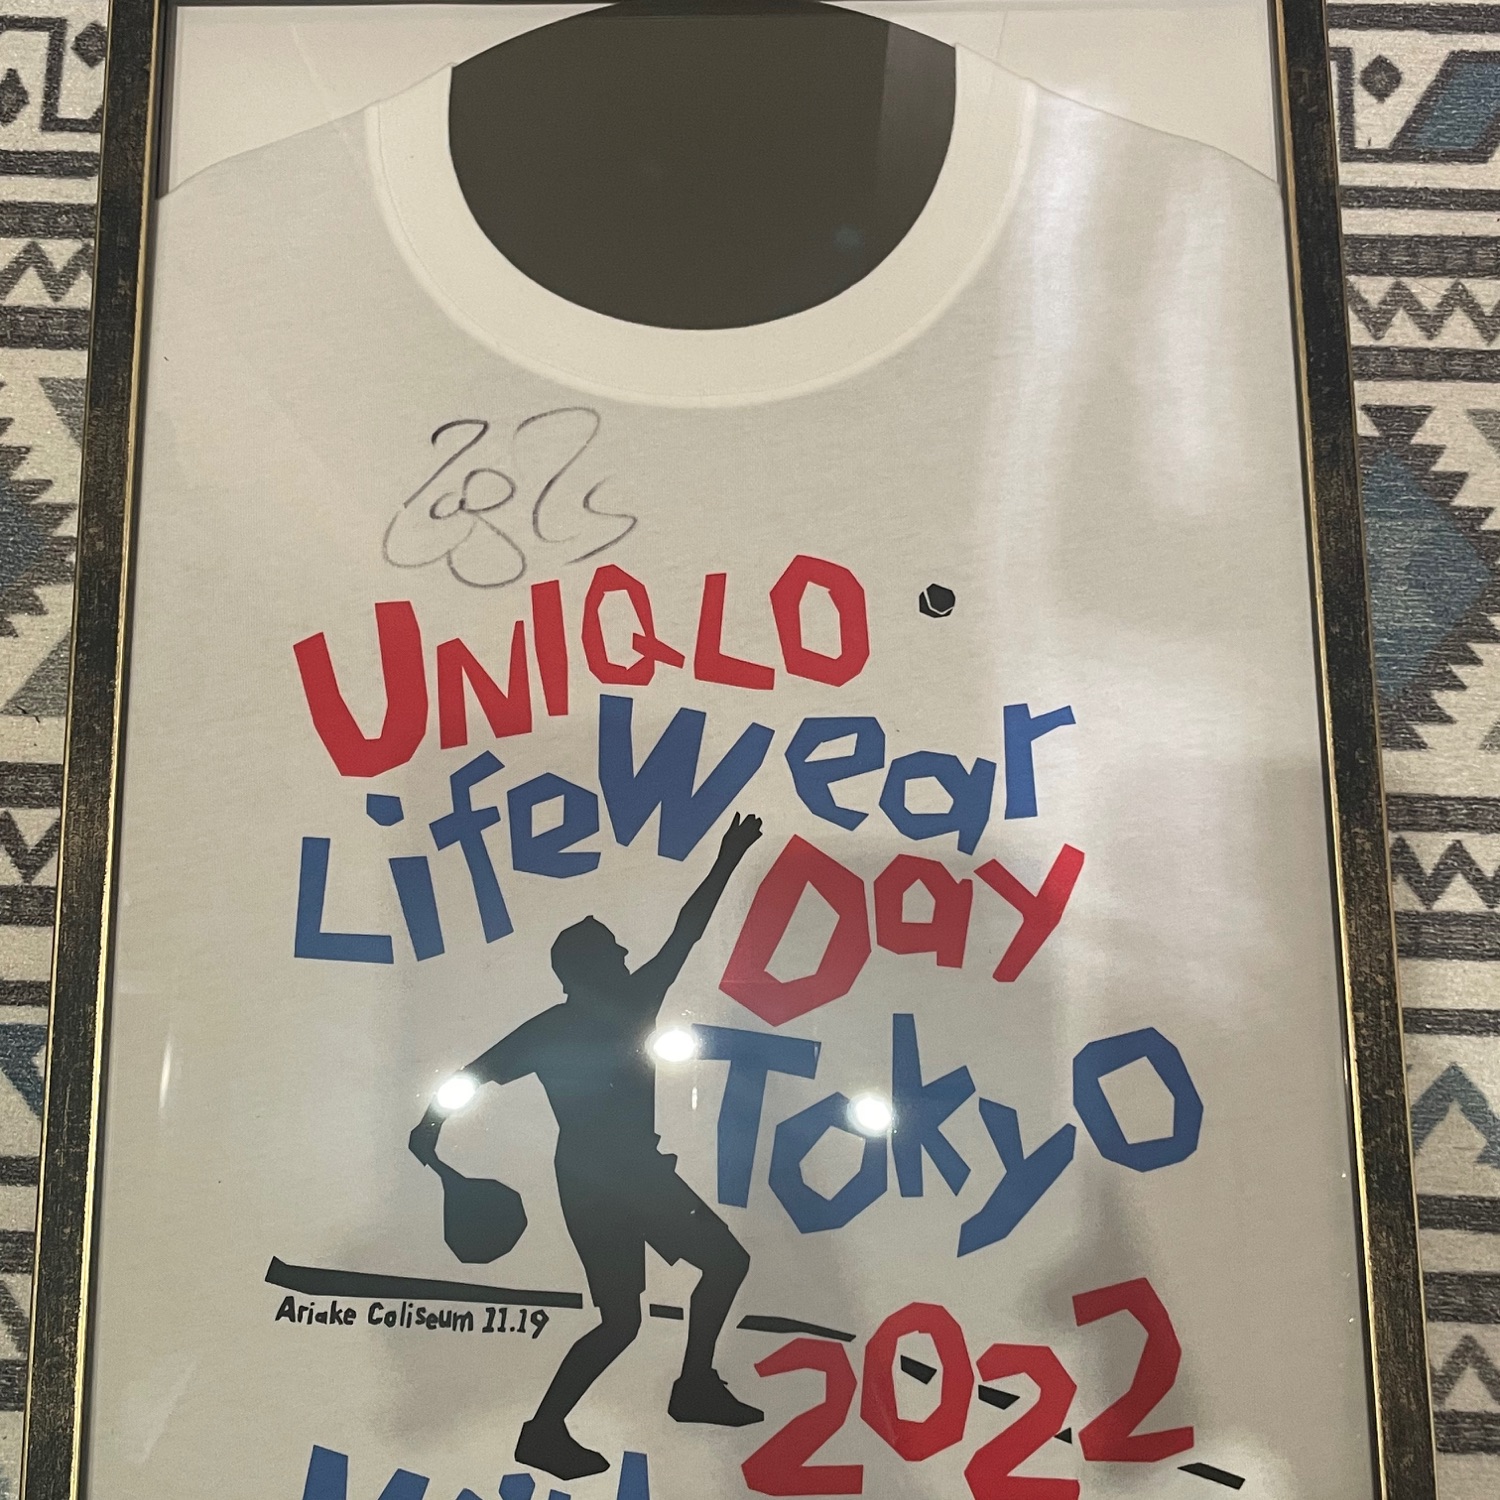 UNIQLO
LifeWear
Day
Tokyo
Ariake Coliseum 11.19
2022